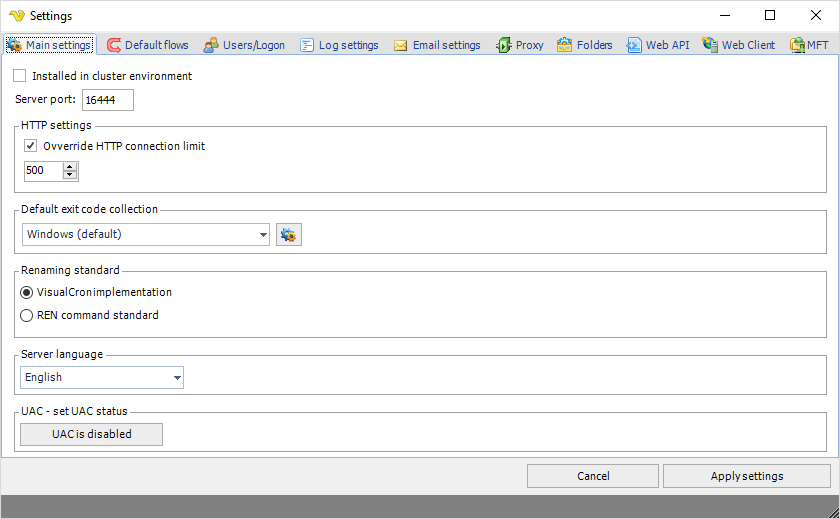 Settings
Main settings Default flows Users/Logon Log settings Email settings Proxy Folders Web API Web Client MFT
Installed in cluster environment
Server port: 16444
HTTP settings
Ovverride HTTP connection limit
500
Default exit code collection
Windows (default)
Renaming standard
VisualCron implementation
REN command standard
Server language
English
UAC - set UAC status
UAC is disabled
Cancel Apply settings